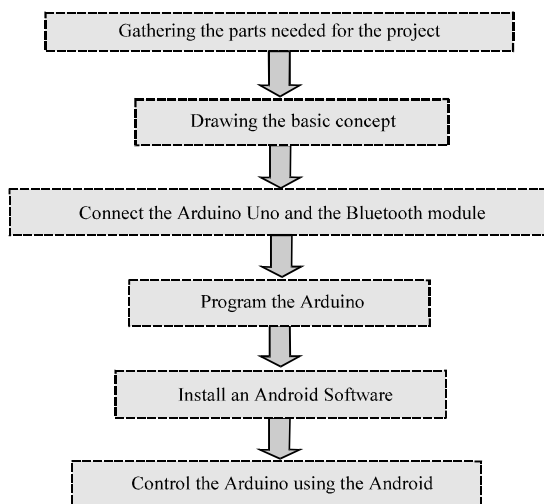 Gathering the parts needed for the project
Drawing the basic concept
Connect the Arduino Uno and the Bluetooth module
Program the Arduino
Install an Android Software
Control the Arduino using the Android